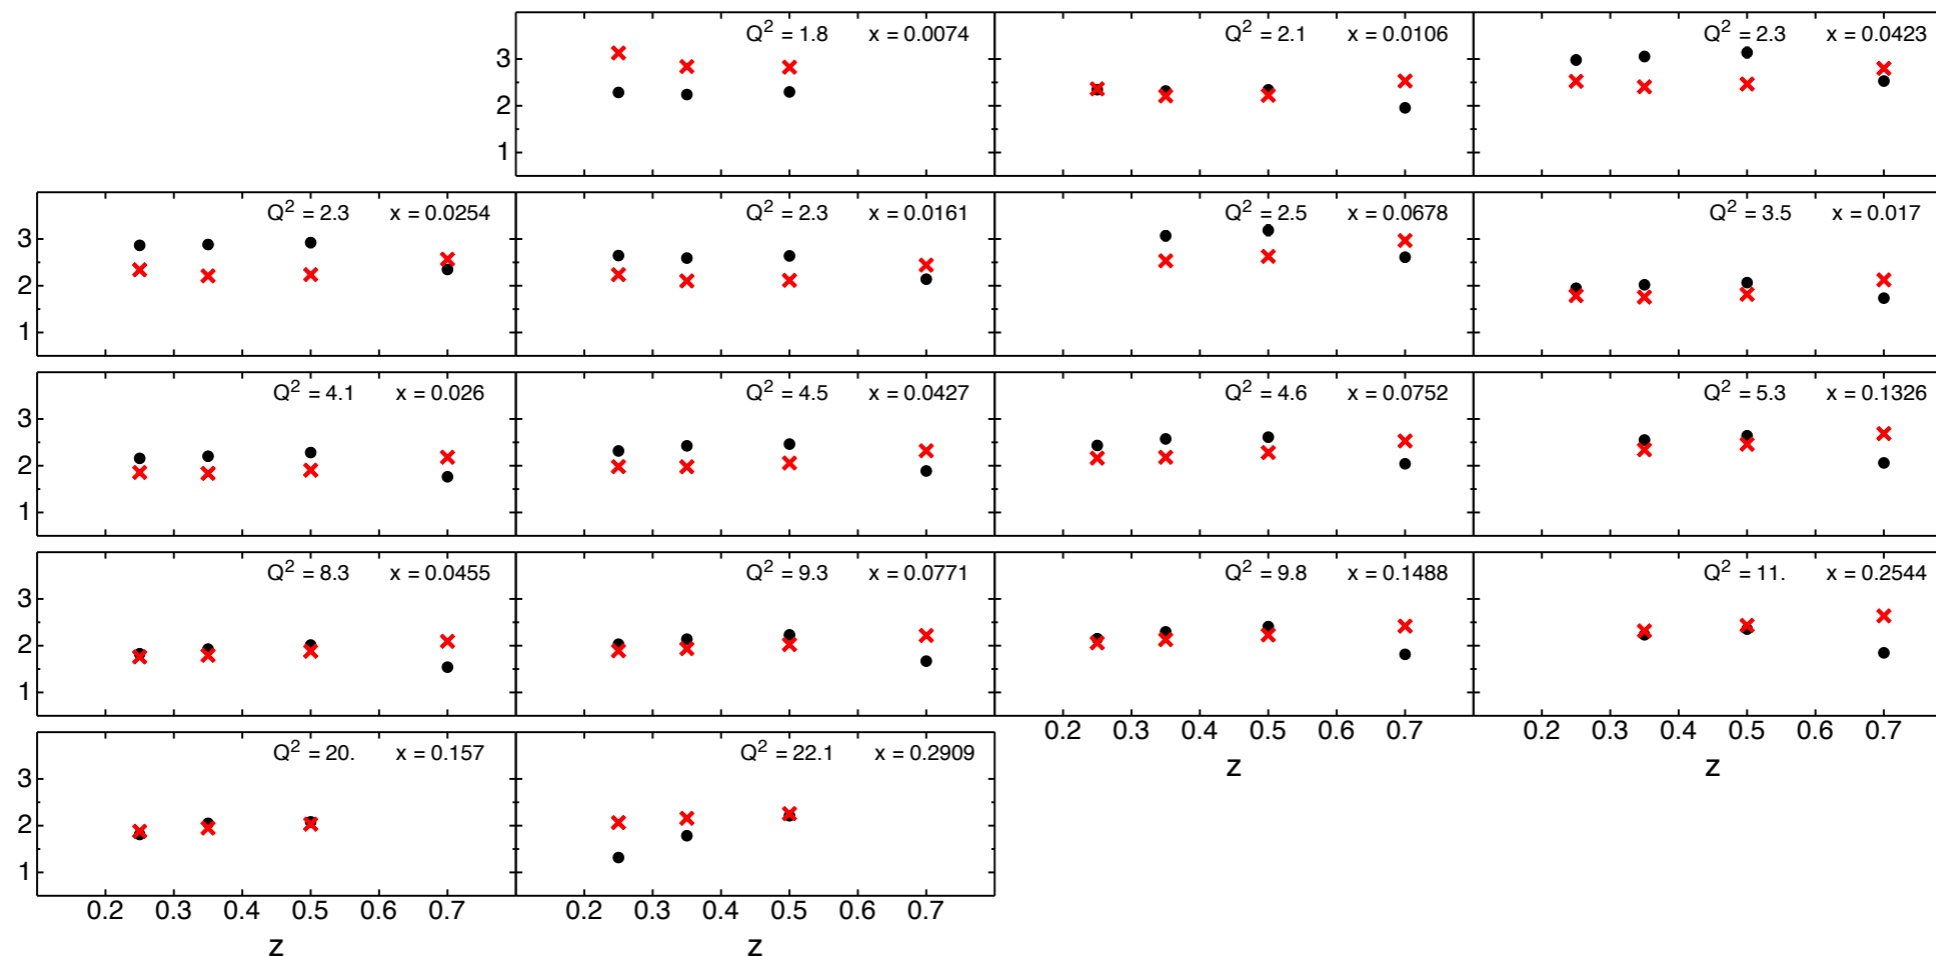 Q² = 1.8 x = 0.0074 Q² = 2.1 x = 0.0106 Q² = 2.3 x = 0.0423
3
2
1
Q² = 2.3 x = 0.0254 Q² = 2.3 x = 0.0161 Q² = 2.5 x = 0.0678 Q² = 3.5 x = 0.017
3
2
1
Q² = 4.1 x = 0.026 Q² = 4.5 x = 0.0427 Q² = 4.6 x = 0.0752 Q² = 5.3 x = 0.1326
3
2
1
Q² = 8.3 x = 0.0455 Q² = 9.3 x = 0.0771 Q² = 9.8 x = 0.1488 Q² = 11. x = 0.2544
3
2
1
0.2 0.3 0.4 0.5 0.6 0.7 0.2 0.3 0.4 0.5 0.6 0.7
z z
Q² = 20. x = 0.157 Q² = 22.1 x = 0.2909
3
2
1
0.2 0.3 0.4 0.5 0.6 0.7 0.2 0.3 0.4 0.5 0.6 0.7
z z